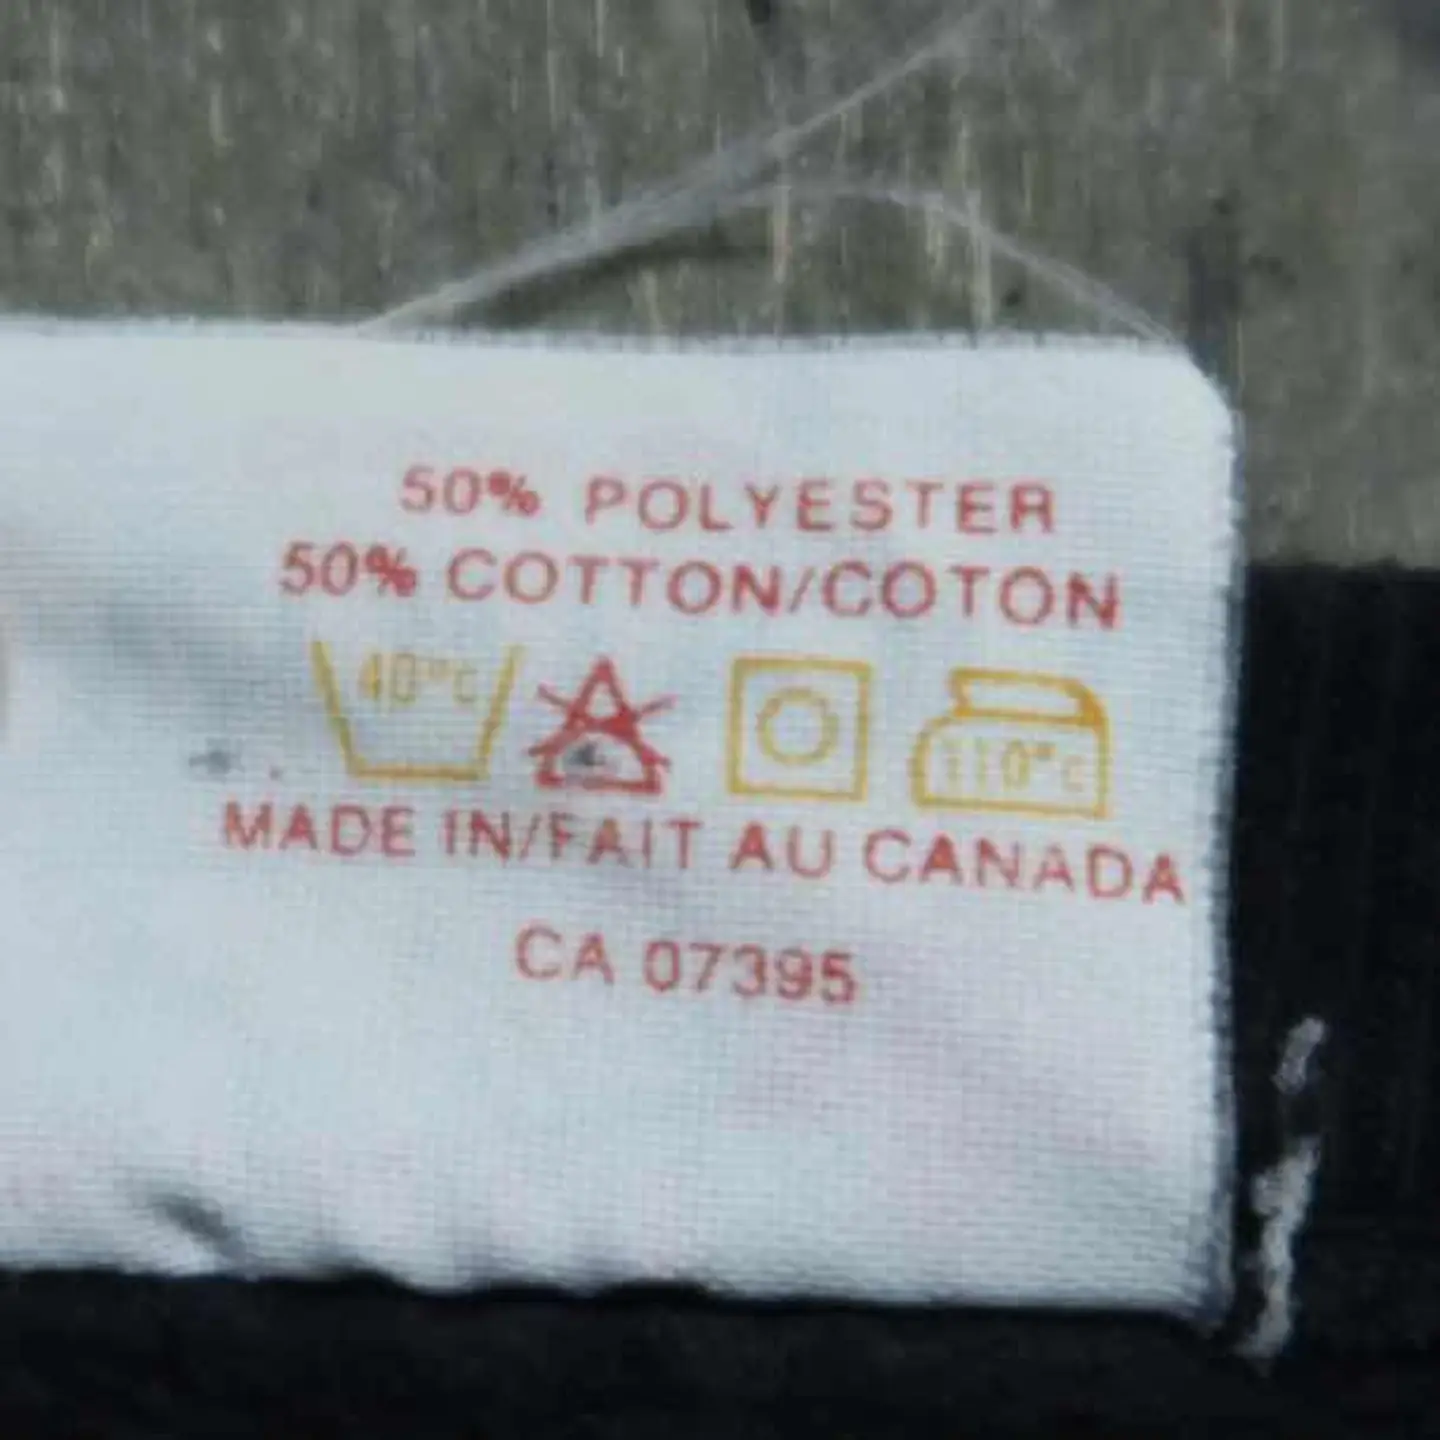 50% POLYESTER
50% COTTON/COTON
40°C 110°C
MADE IN/FAIT AU CANADA
CA 07395